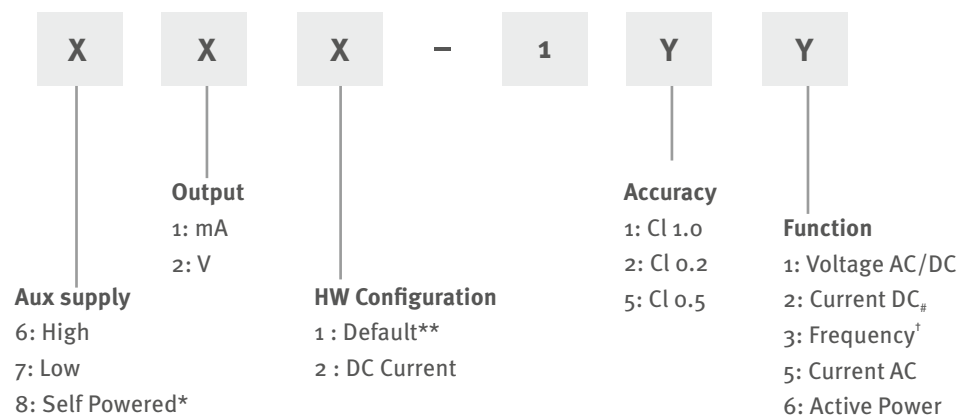 X X X – 1 Y Y
Output
1: mA
2: V
Aux supply
6: High
7: Low
8: Self Powered*
HW Configuration
1 : Default**
2 : DC Current
Accuracy
1: Cl 1.0
2: Cl 0.2
5: Cl 0.5
Function
1: Voltage AC/DC
2: Current DC#
3: Frequency†
5: Current AC
6: Active Power